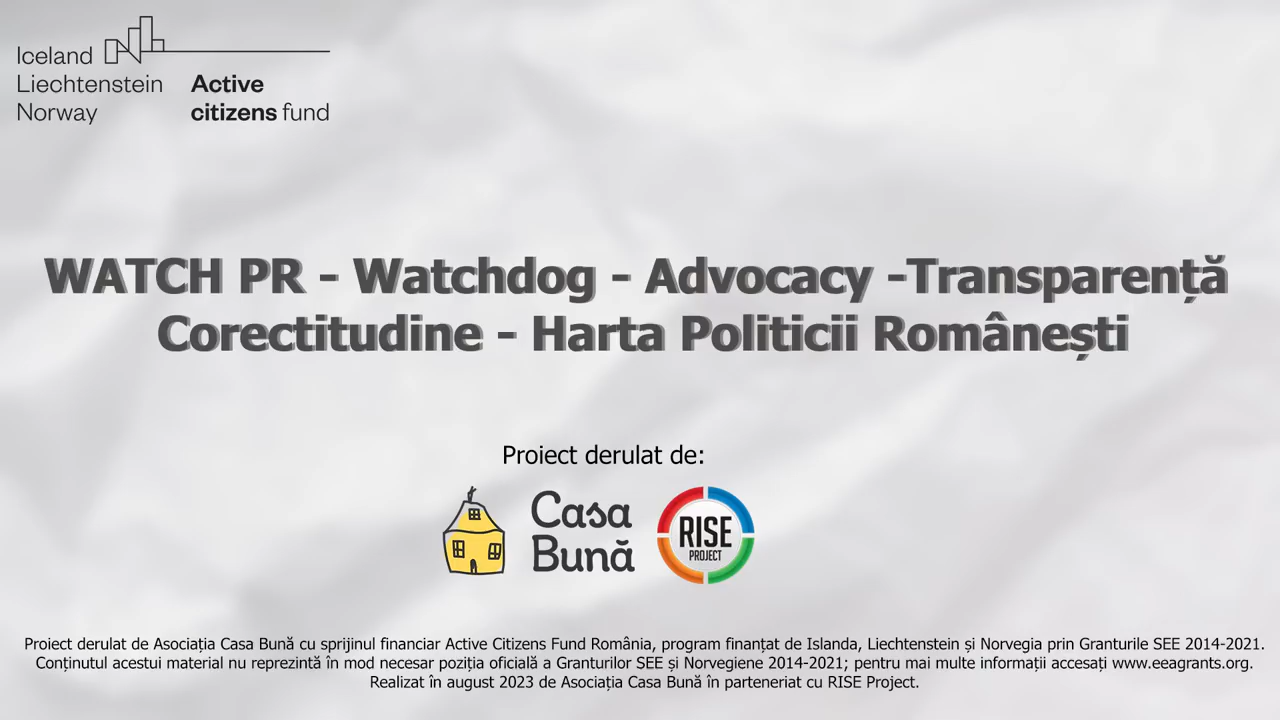 Iceland
Liechtenstein
Norway
Active
citizens fund
WATCH PR - Watchdog - Advocacy -Transparență
Corectitudine - Harta Politicii Românești
Proiect derulat de:
Casa
Bună
RISE
PROJECT
Proiect derulat de Asociația Casa Bună cu sprijinul financiar Active Citizens Fund România, program finanțat de Islanda, Liechtenstein și Norvegia prin Granturile SEE 2014-2021.
Conținutul acestui material nu reprezintă în mod necesar poziția oficială a Granturilor SEE și Norvegiene 2014-2021; pentru mai multe informații accesați www.eeagrants.org.
Realizat în august 2023 de Asociația Casa Bună în parteneriat cu RISE Project.